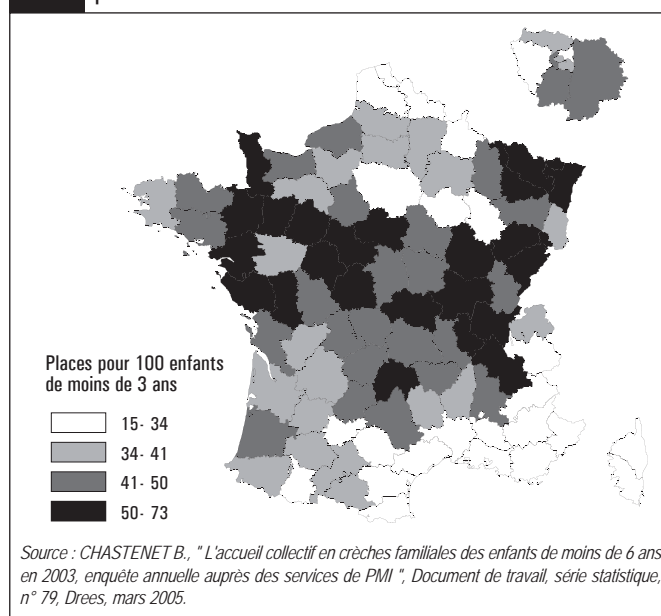 Places pour 100 enfants
de moins de 3 ans
15- 34
34- 41
41- 50
50- 73
Source : CHASTENET B., " L'accueil collectif en crèches familiales des enfants de moins de 6 ans
en 2003, enquête annuelle auprès des services de PMI ", Document de travail, série statistique,
n° 79, Drees, mars 2005.